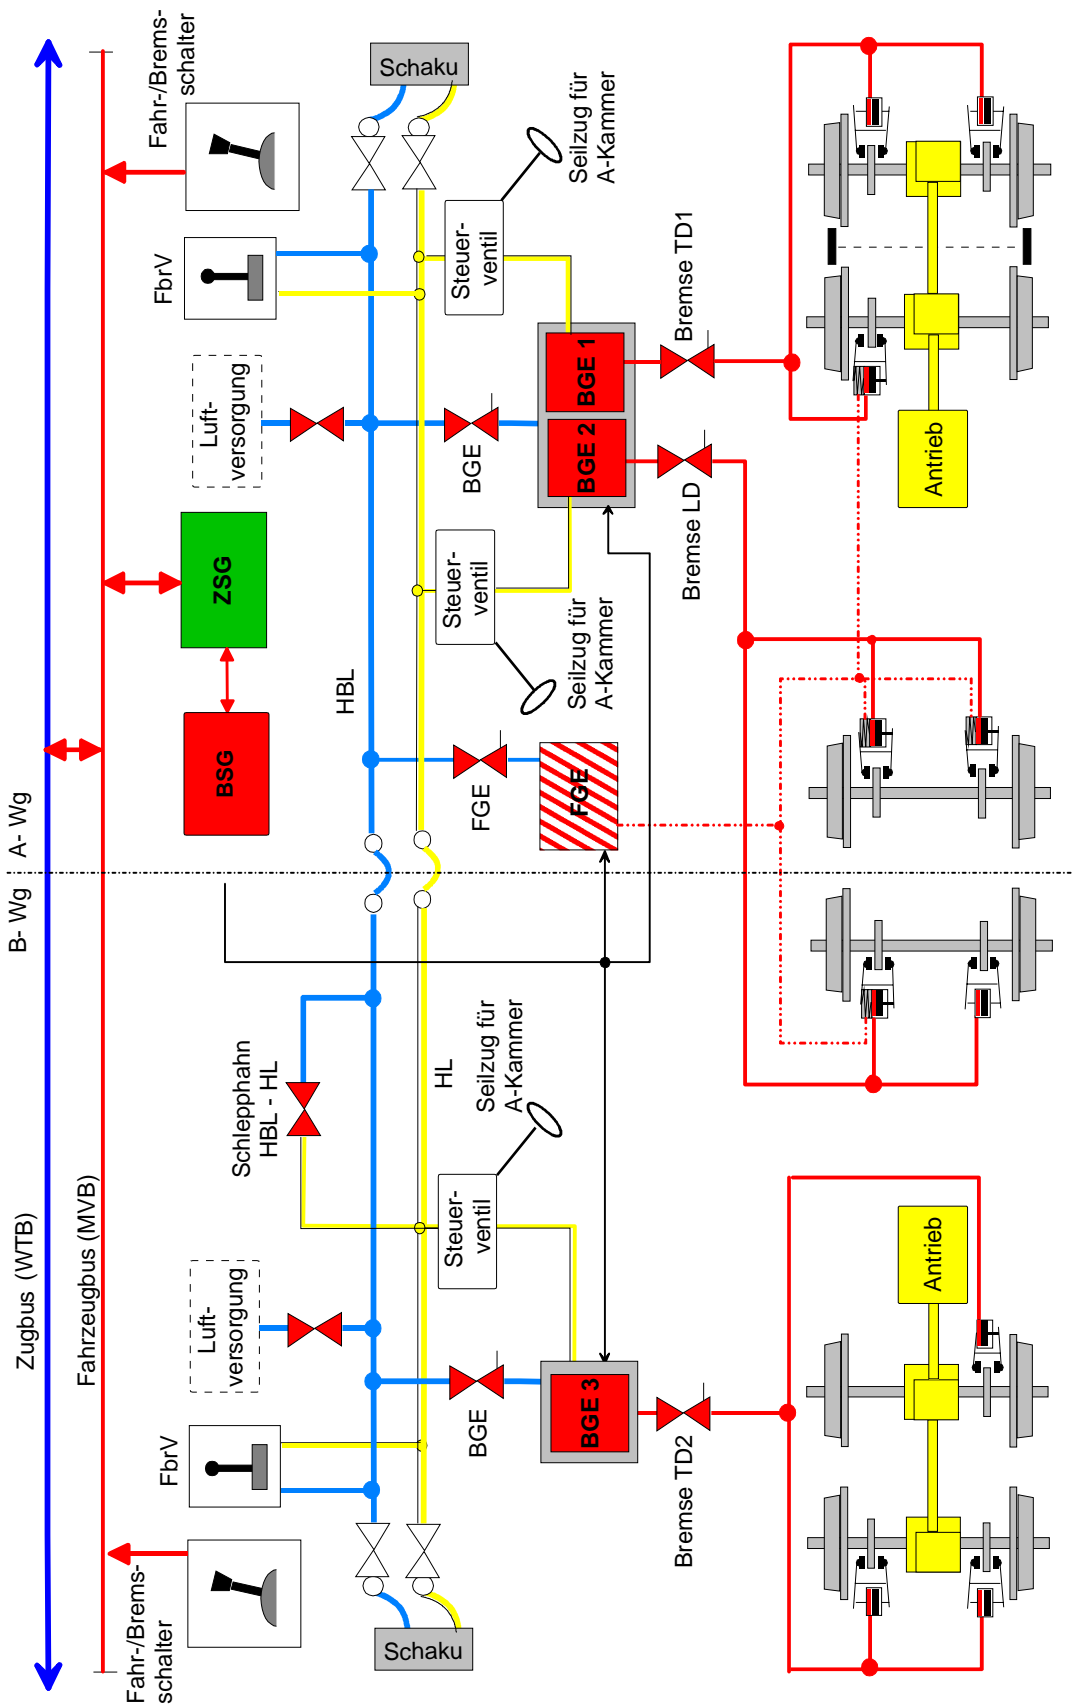 Zugbus (WTB)
Fahrzeugbus (MVB)
B- Wg
A- Wg
Fahr-/Brems-
schalter
Fahr-/Brems-
schalter
FbrV
Luft-
versorgung
BSG
ZSG
Luft-
versorgung
FbrV
Schlepphahn
HBL - HL
HBL
Schaku
HL
Schaku
BGE
Steuer-
ventil
Seilzug für
A-Kammer
FGE
Steuer-
ventil
Seilzug für
A-Kammer
BGE
Steuer-
ventil
Seilzug für
A-Kammer
BGE 3
FGE
BGE 2
BGE 1
Bremse TD2
Bremse LD
Bremse TD1
Antrieb
Antrieb